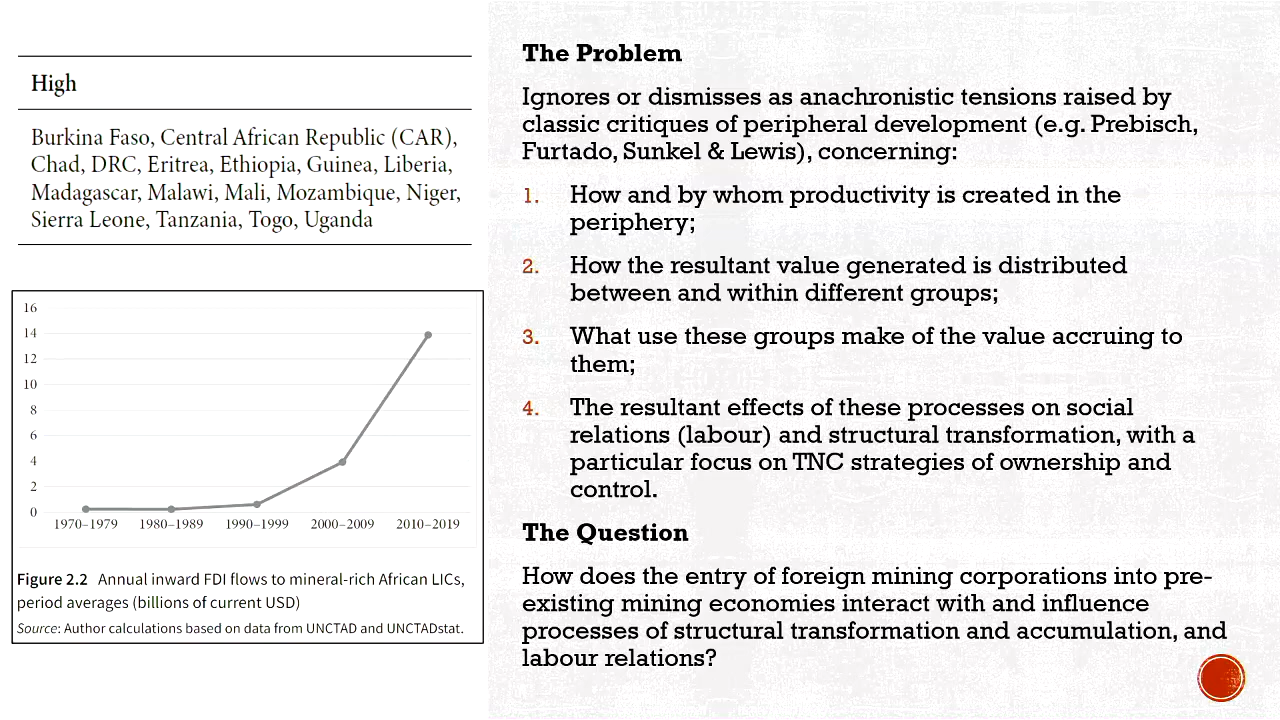 High
Burkina Faso, Central African Republic (CAR),
Chad, DRC, Eritrea, Ethiopia, Guinea, Liberia,
Madagascar, Malawi, Mali, Mozambique, Niger,
Sierra Leone, Tanzania, Togo, Uganda
16
14
12
10
8
6
4
2
0
1970–1979 1980–1989 1990–1999 2000–2009 2010–2019
Figure 2.2 Annual inward FDI flows to mineral-rich African LICs,
period averages (billions of current USD)
Source: Author calculations based on data from UNCTAD and UNCTADstat.
The Problem
Ignores or dismisses as anachronistic tensions raised by
classic critiques of peripheral development (e.g. Prebisch,
Furtado, Sunkel & Lewis), concerning:
1. How and by whom productivity is created in the
periphery;
2. How the resultant value generated is distributed
between and within different groups;
3. What use these groups make of the value accruing to
them;
4. The resultant effects of these processes on social
relations (labour) and structural transformation, with a
particular focus on TNC strategies of ownership and
control.
The Question
How does the entry of foreign mining corporations into pre-
existing mining economies interact with and influence
processes of structural transformation and accumulation, and
labour relations?